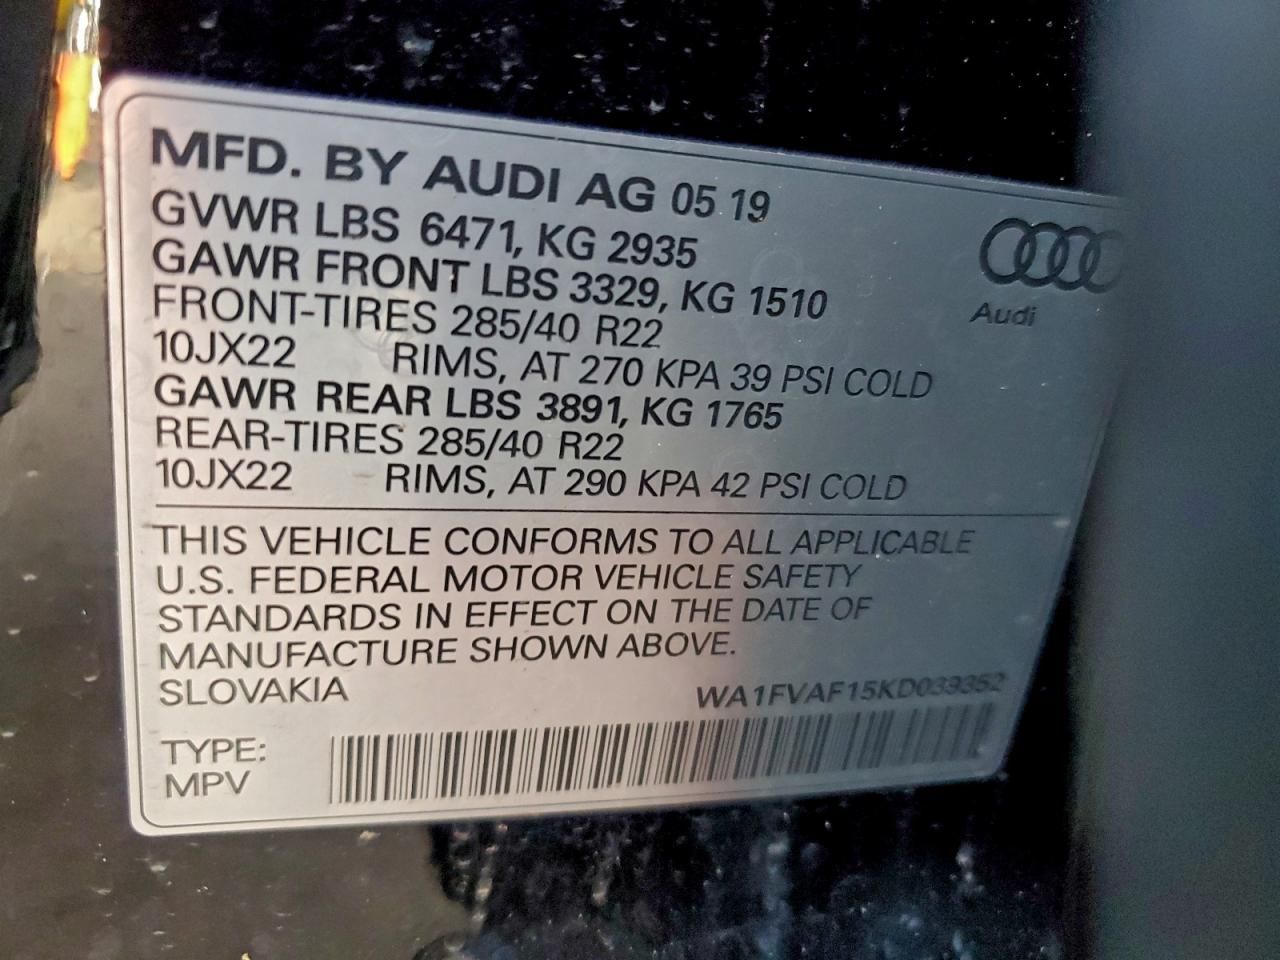 MFD. BY AUDI AG 05 19
GVWR LBS 6471, KG 2935
GAWR FRONT LBS 3329, KG 1510
FRONT-TIRES 285/40 R22
10JX22 RIMS, AT 270 KPA 39 PSI COLD
GAWR REAR LBS 3891, KG 1765
REAR-TIRES 285/40 R22
10JX22 RIMS, AT 290 KPA 42 PSI COLD
Audi
THIS VEHICLE CONFORMS TO ALL APPLICABLE
U.S. FEDERAL MOTOR VEHICLE SAFETY
STANDARDS IN EFFECT ON THE DATE OF
MANUFACTURE SHOWN ABOVE.
SLOVAKIA WA1FVAF15KD039352
TYPE:
MPV